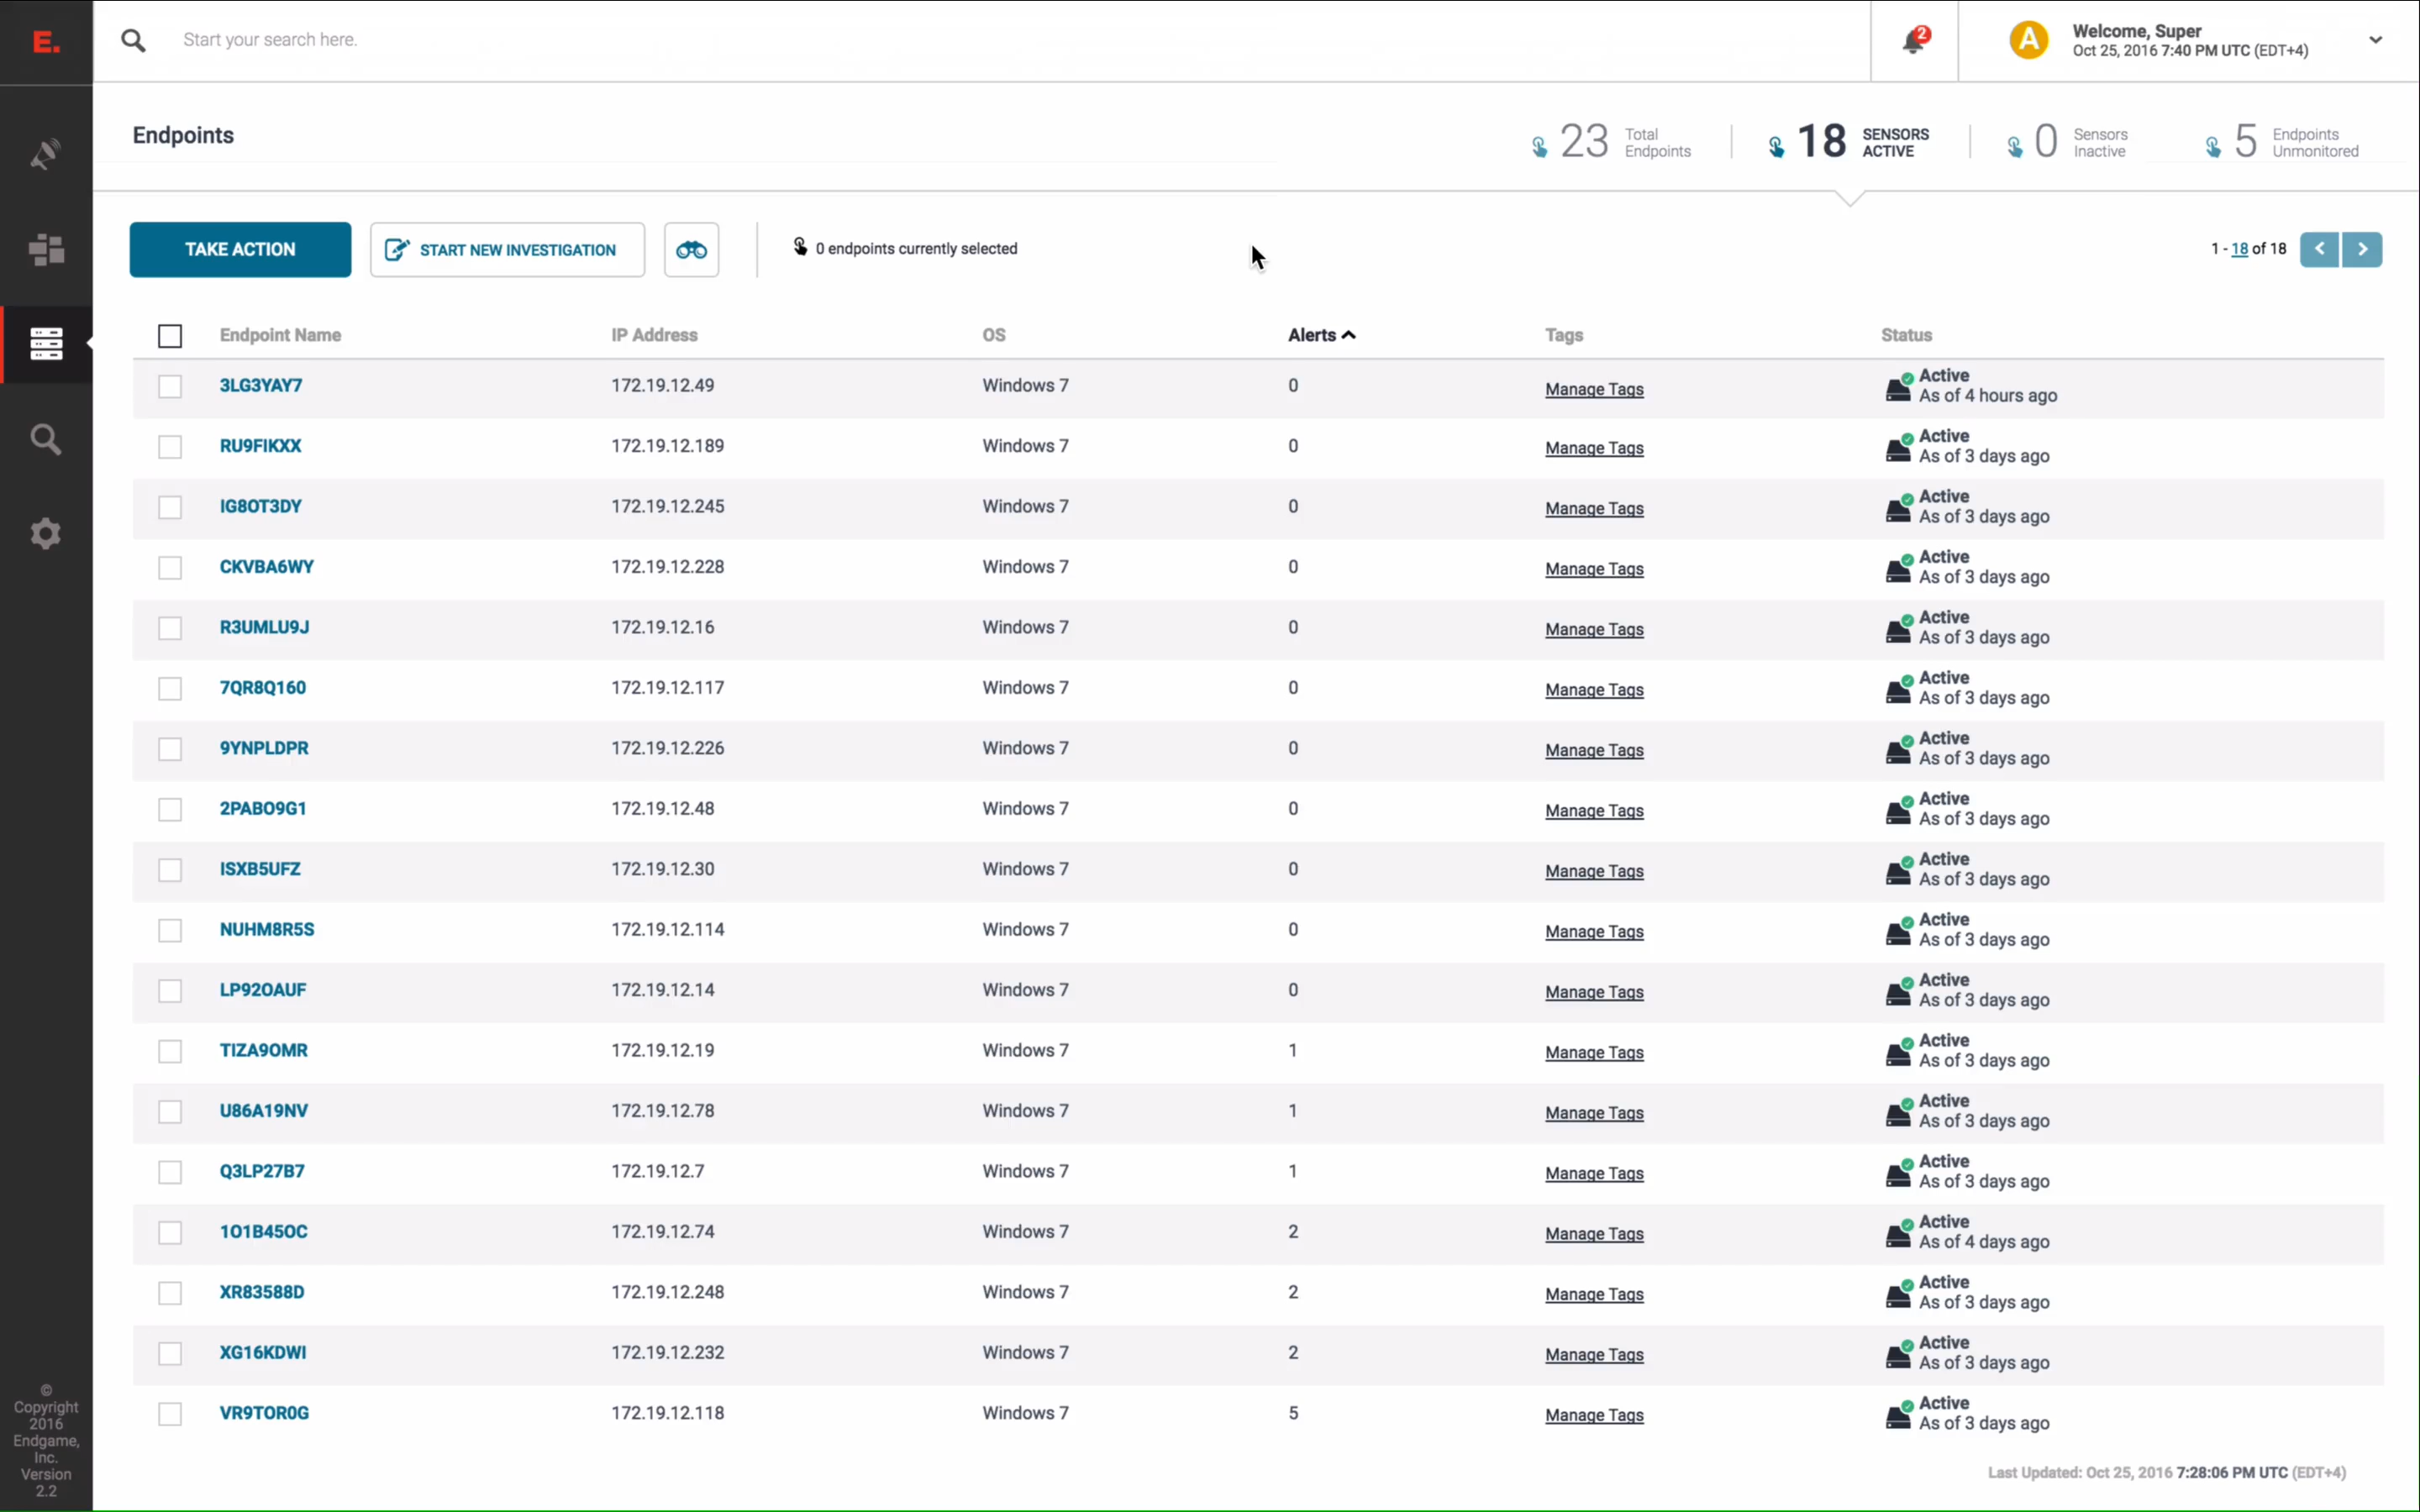 E.
Start your search here.
2
A
Welcome, Super
Oct 25, 2016 7:40 PM UTC (EDT+4)
Endpoints
23 Total Endpoints
18 SENSORS ACTIVE
0 Sensors Inactive
5 Endpoints Unmonitored
TAKE ACTION
START NEW INVESTIGATION
0 endpoints currently selected
1 - 18 of 18
Endpoint Name IP Address OS Alerts Tags Status
3LG3YAY7 172.19.12.49 Windows 7 0 Manage Tags Active As of 4 hours ago
RU9FIKXX 172.19.12.189 Windows 7 0 Manage Tags Active As of 3 days ago
IG8OT3DY 172.19.12.245 Windows 7 0 Manage Tags Active As of 3 days ago
CKVBA6WY 172.19.12.228 Windows 7 0 Manage Tags Active As of 3 days ago
R3UMLU9J 172.19.12.16 Windows 7 0 Manage Tags Active As of 3 days ago
7QR8Q160 172.19.12.117 Windows 7 0 Manage Tags Active As of 3 days ago
9YNPLDPR 172.19.12.226 Windows 7 0 Manage Tags Active As of 3 days ago
2PABO9G1 172.19.12.48 Windows 7 0 Manage Tags Active As of 3 days ago
ISXB5UFZ 172.19.12.30 Windows 7 0 Manage Tags Active As of 3 days ago
NUHM8R5S 172.19.12.114 Windows 7 0 Manage Tags Active As of 3 days ago
LP92OAUF 172.19.12.14 Windows 7 0 Manage Tags Active As of 3 days ago
TIZA9OMR 172.19.12.19 Windows 7 1 Manage Tags Active As of 3 days ago
U86A19NV 172.19.12.78 Windows 7 1 Manage Tags Active As of 3 days ago
Q3LP27B7 172.19.12.7 Windows 7 1 Manage Tags Active As of 3 days ago
1O1B45OC 172.19.12.74 Windows 7 2 Manage Tags Active As of 4 days ago
XR83588D 172.19.12.248 Windows 7 2 Manage Tags Active As of 3 days ago
XG16KDWI 172.19.12.232 Windows 7 2 Manage Tags Active As of 3 days ago
VR9TOR0G 172.19.12.118 Windows 7 5 Manage Tags Active As of 3 days ago
Last Updated: Oct 25, 2016 7:28:06 PM UTC (EDT+4)
©
Copyright
2016
Endgame,
Inc.
Version
2.2